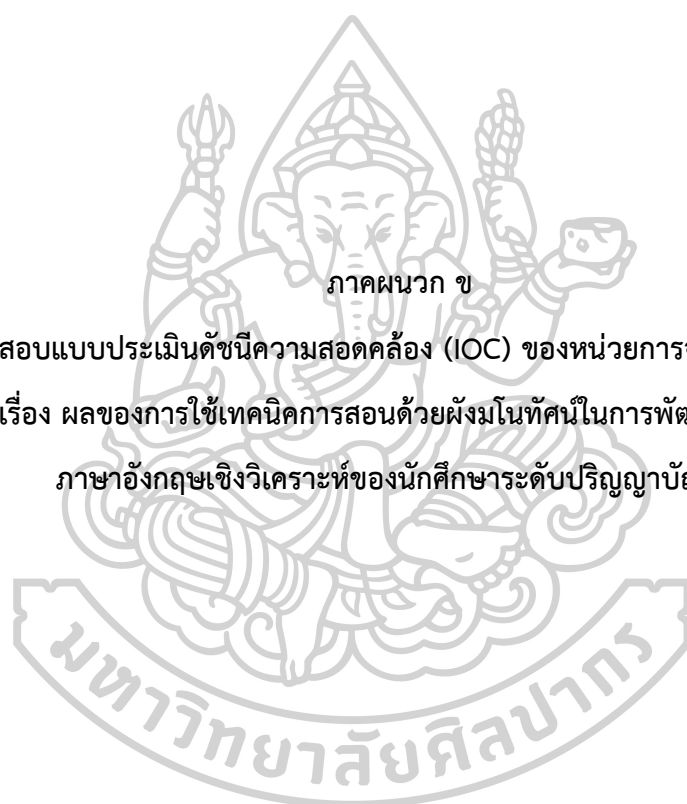 ภาคผนวก ข
สอบแบบประเมินดัชนีความสอดคล้อง (IOC) ของหน่วยการ
เรื่อง ผลของการใช้เทคนิคการสอนด้วยผังมโนทัศน์ในการพัฒ
ภาษาอังกฤษเชิงวิเคราะห์ของนักศึกษาระดับปริญญาบัณ
มหาวิทยาลัยศิลปากร